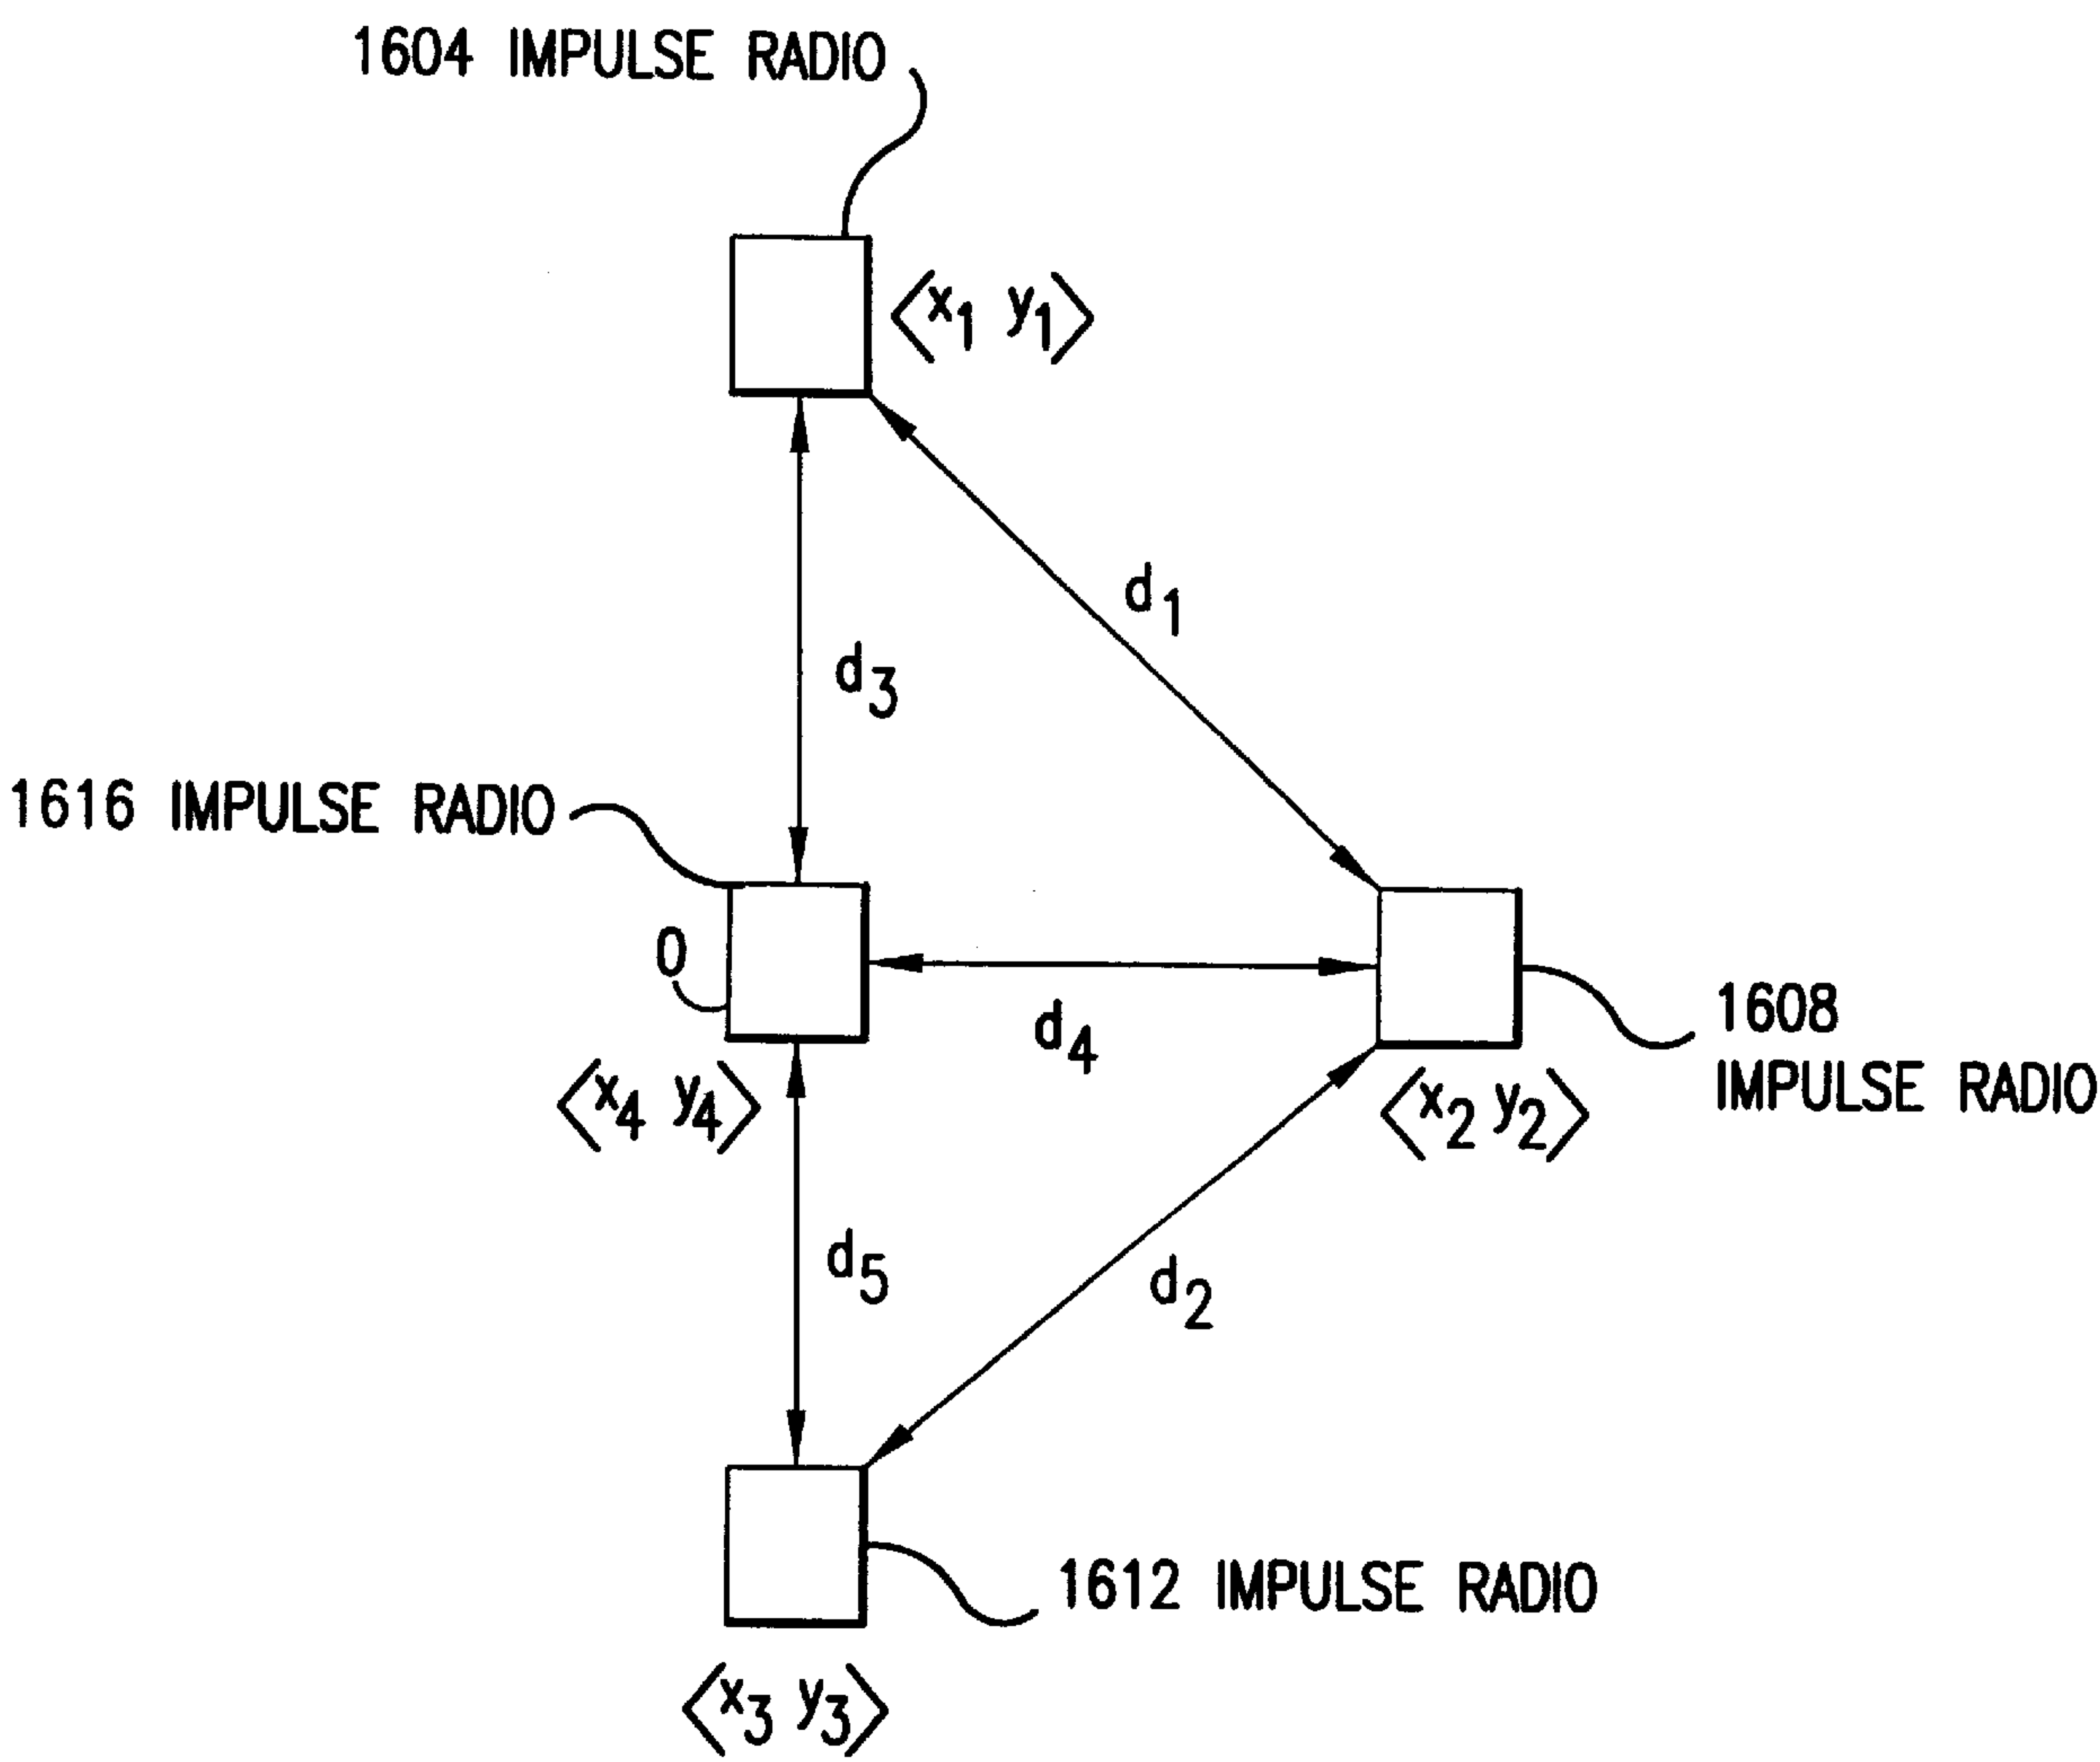 1604 IMPULSE RADIO
⟨x₁ y₁⟩
d₁
d₃
1616 IMPULSE RADIO
O
d₄
1608
IMPULSE RADIO
⟨x₄ y₄⟩
⟨x₂ y₂⟩
d₅
d₂
1612 IMPULSE RADIO
⟨x₃ y₃⟩